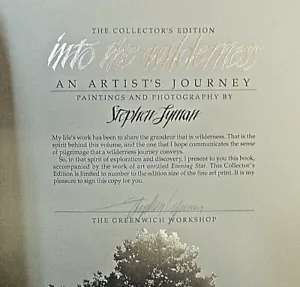 THE COLLECTOR'S EDITION
into the wilderness
AN ARTIST'S JOURNEY
PAINTINGS AND PHOTOGRAPHY BY
Stephen Lyman
My life's work has been to share the grandeur that is wilderness. That is the
spirit behind this volume, and the one that I hope communicates the sense
of pilgrimage that a wilderness journey conveys.
So, in that spirit of exploration and discovery, I present to you this book,
accompanied by the work of art entitled Evening Star. This Collector's
Edition is limited in number to the edition size of the fine art print. It is my
pleasure to sign this copy for you.
Stephen Lyman
THE GREENWICH WORKSHOP